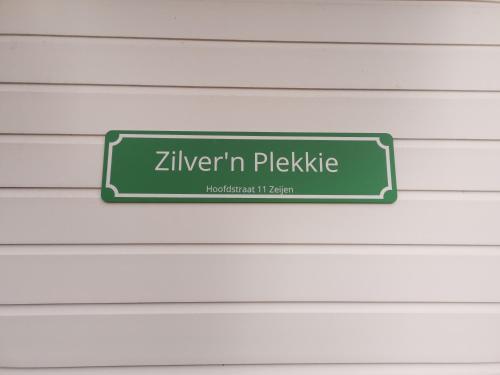 Zilver'n Plekkie
Hoofdstraat 11 Zeijen